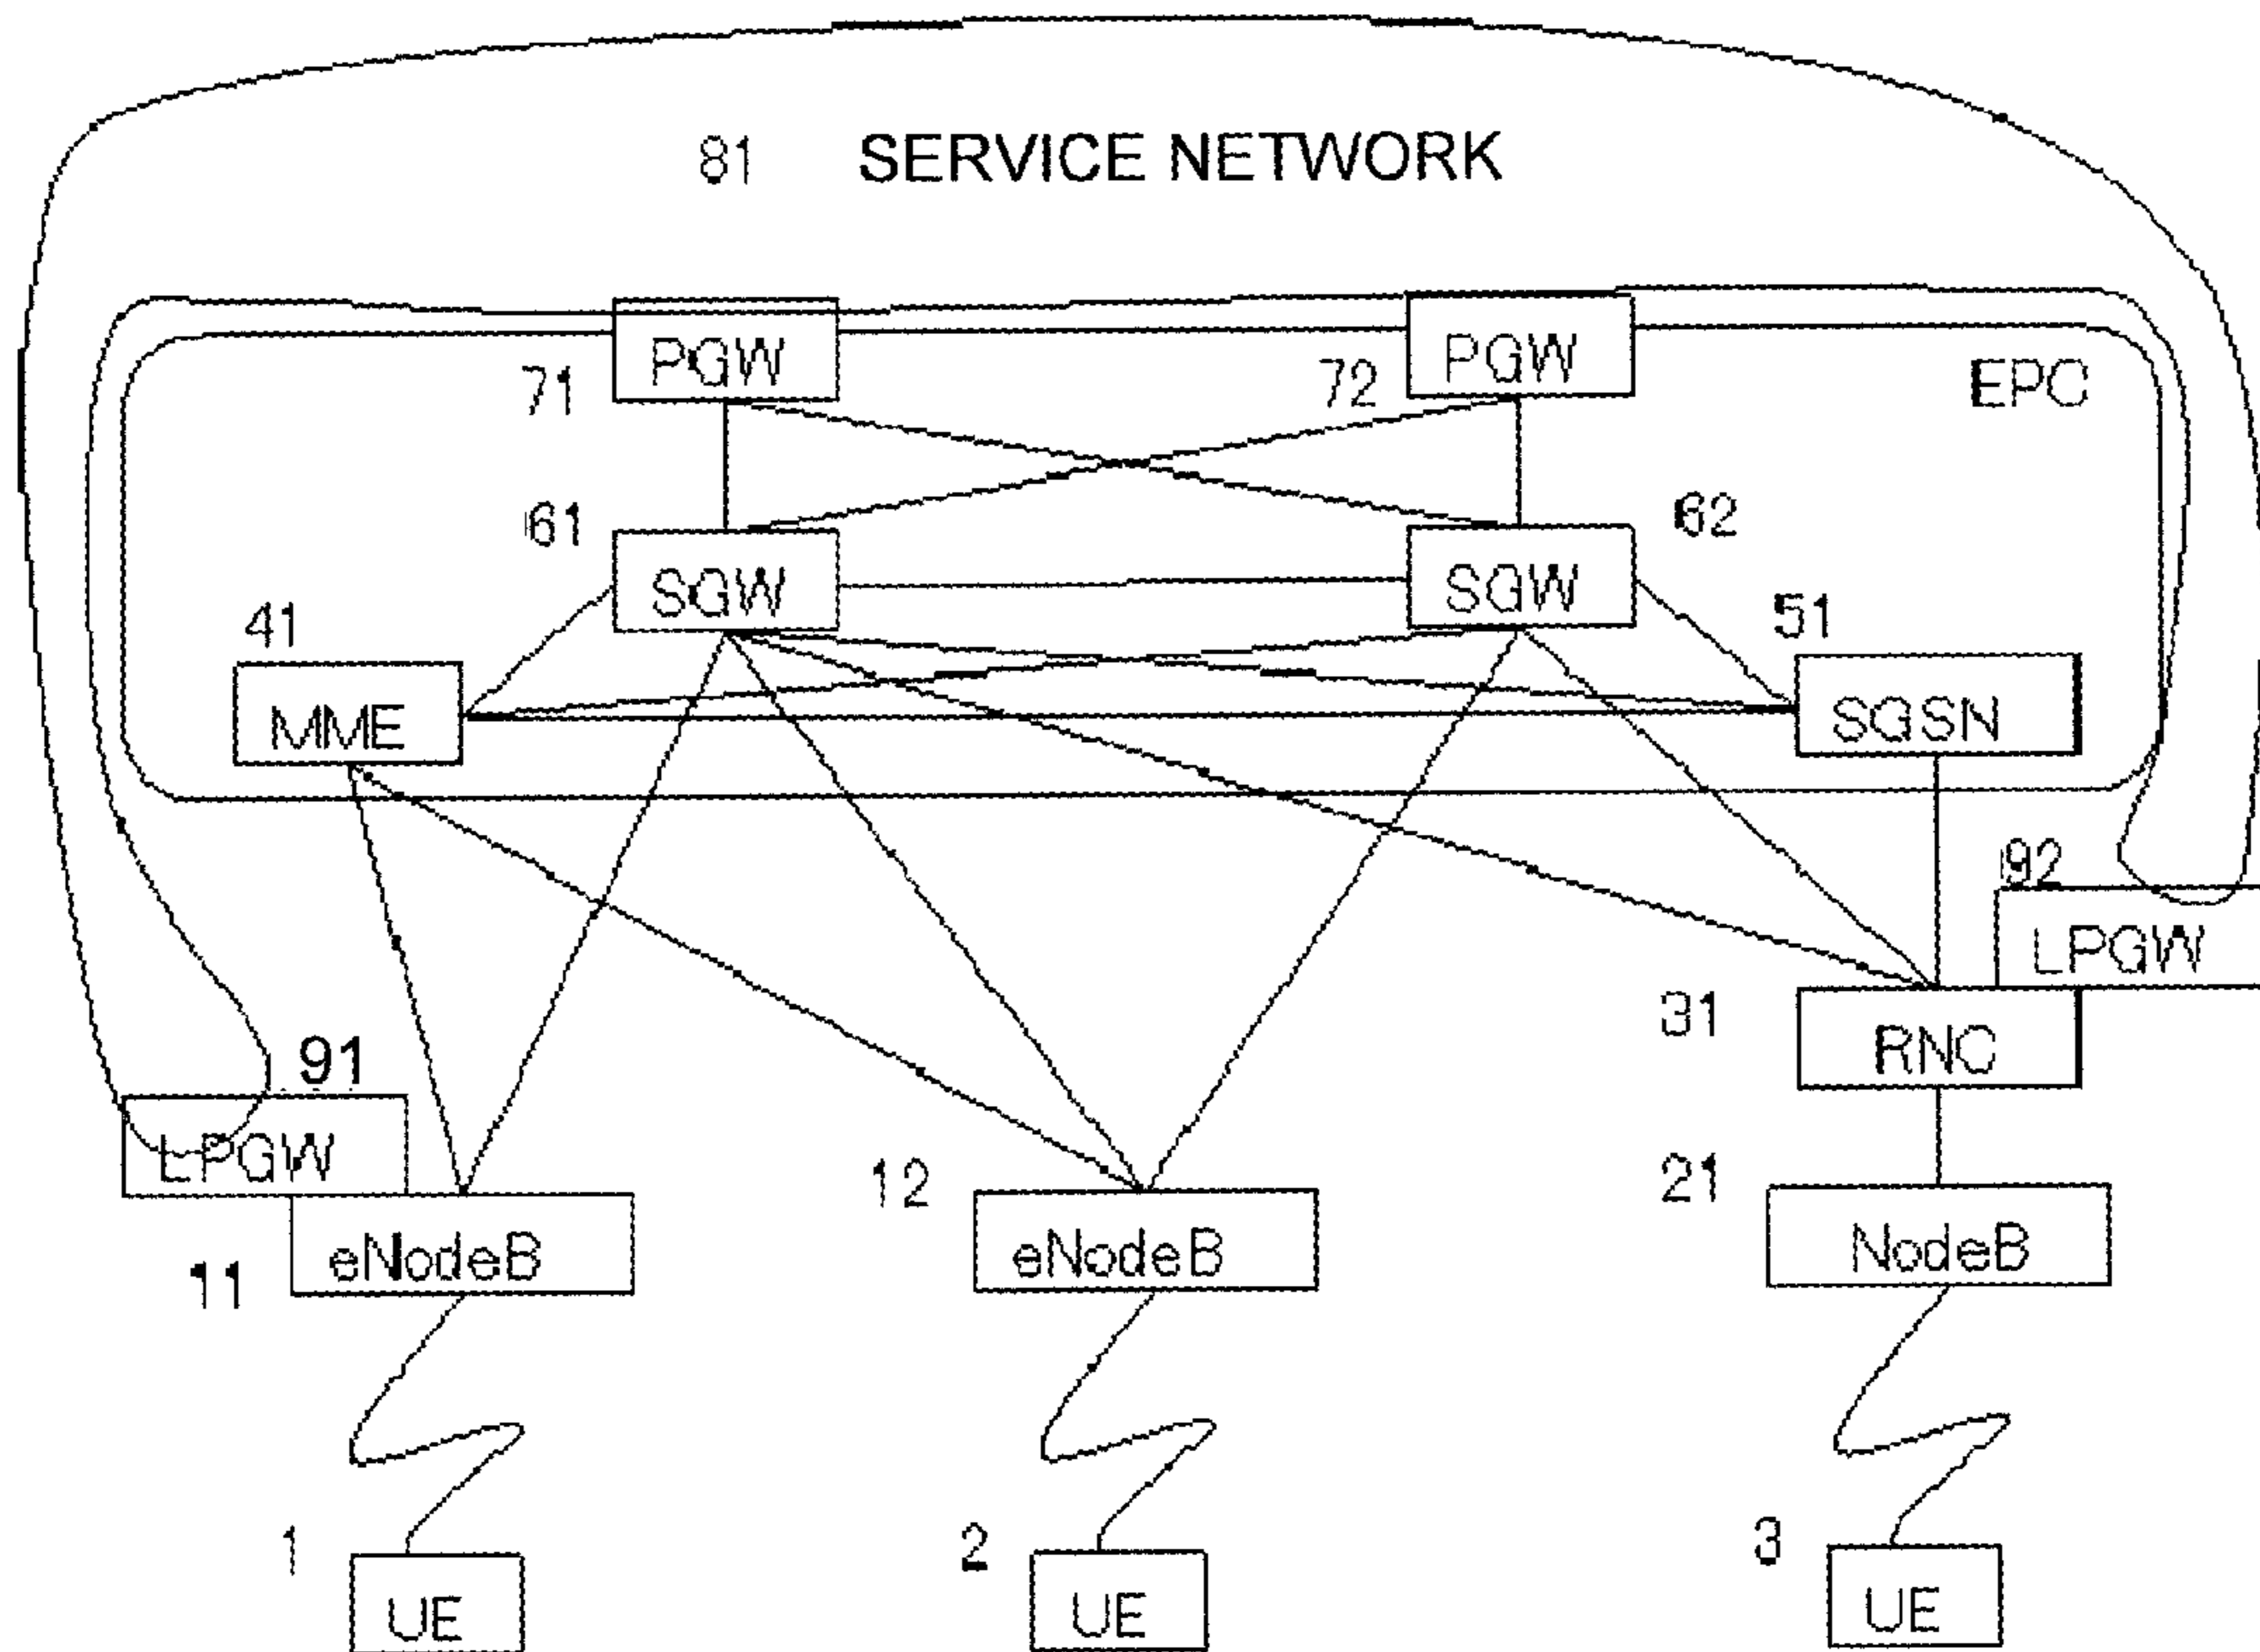 81 SERVICE NETWORK
71 PGW 72 PGW EPC
61 SGW SGW 62
41 MME 51 SGSN
92 LPGW
31 RNC
91 LPGW
11 eNodeB 12 eNodeB 21 NodeB
1 UE 2 UE 3 UE